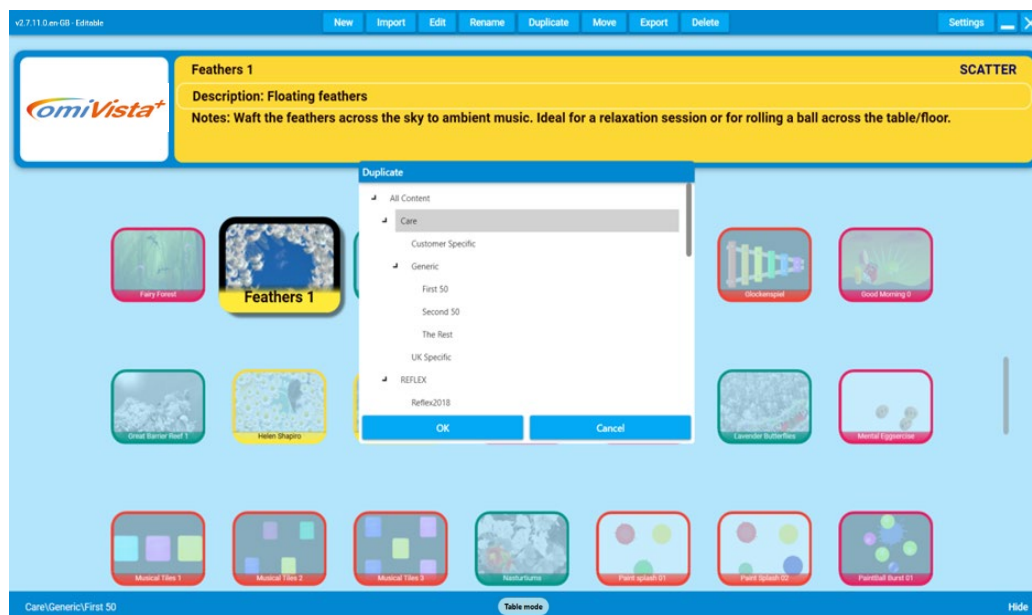 v2.7.11.0.en-GB - Editable
New
Import
Edit
Rename
Duplicate
Move
Export
Delete
Settings
omiVista+
Feathers 1
SCATTER
Description: Floating feathers
Notes: Waft the feathers across the sky to ambient music. Ideal for a relaxation session or for rolling a ball across the table/floor.
Duplicate
All Content
Care
Customer Specific
Generic
First 50
Second 50
The Rest
UK Specific
REFLEX
Reflex2018
OK
Cancel
Fairy Forest
Feathers 1
Glockenspiel
Good Morning 0
Great Barrier Reef 1
Helen Shapiro
Lavender Butterflies
Mental Eggsercise
Musical Tiles 1
Musical Tiles 2
Musical Tiles 3
Nasturtiums
Paint splash 01
Paint Splash 02
PaintBall Burst 01
Care\Generic\First 50
Table mode
Hide